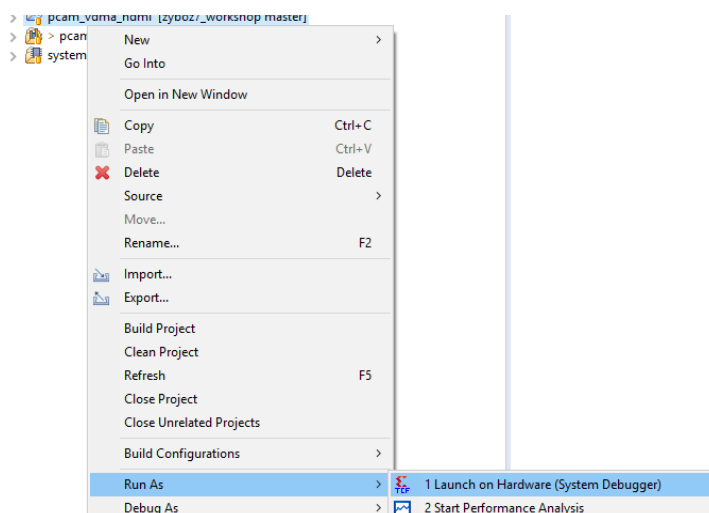 pcam_vdma_hdmi [zyboz7_workshop master]
> pcam
system
New
Go Into
Open in New Window
Copy Ctrl+C
Paste Ctrl+V
Delete Delete
Source
Move...
Rename... F2
Import...
Export...
Build Project
Clean Project
Refresh F5
Close Project
Close Unrelated Projects
Build Configurations
Run As
TCF 1 Launch on Hardware (System Debugger)
Debug As
2 Start Performance Analysis